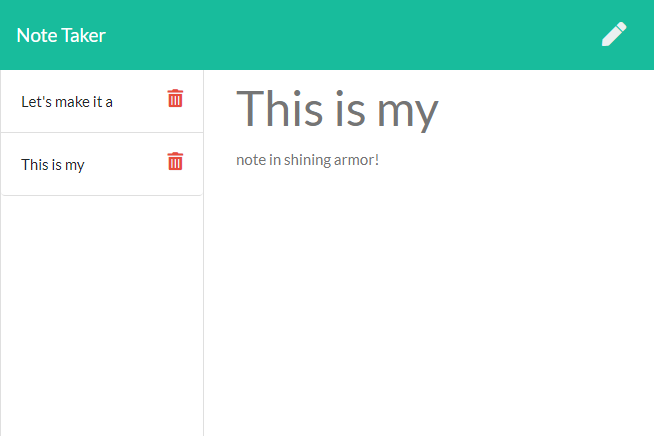 Note Taker
Let's make it a
This is my
This is my
note in shining armor!